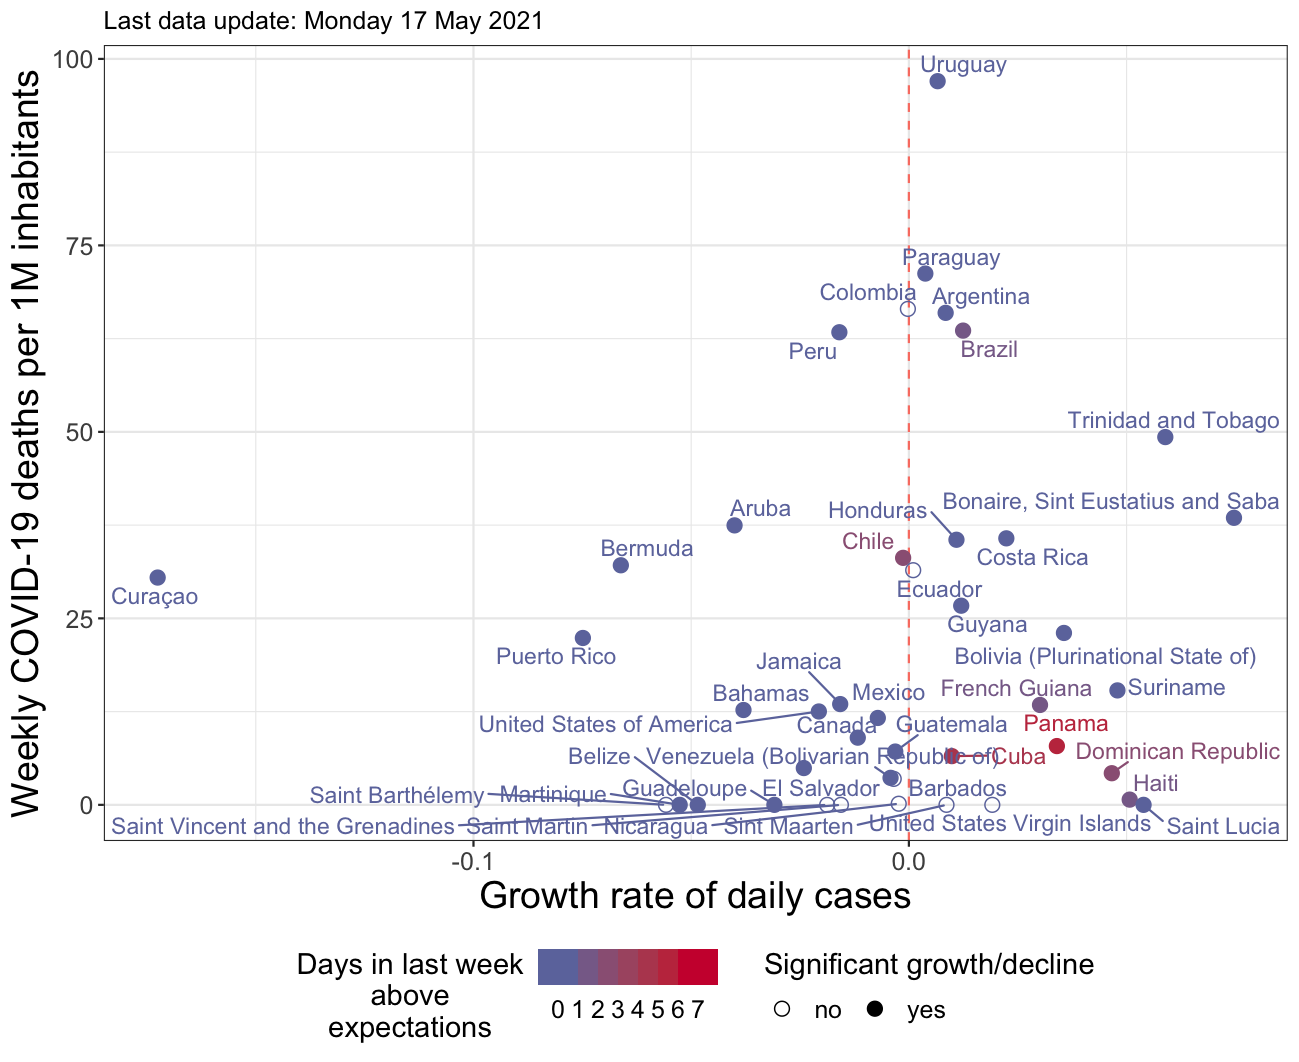 Last data update: Monday 17 May 2021
Weekly COVID-19 deaths per 1M inhabitants
100
75
50
25
0
Uruguay
Paraguay
Colombia
Argentina
Peru
Brazil
Trinidad and Tobago
Bonaire, Sint Eustatius and Saba
Aruba
Honduras
Chile
Bermuda
Costa Rica
Ecuador
Curaçao
Guyana
Puerto Rico
Bolivia (Plurinational State of)
Jamaica
Bahamas
Mexico
French Guiana
Suriname
United States of America
Canada
Guatemala
Panama
Belize
Venezuela (Bolivarian Republic of)
Cuba
Dominican Republic
Haiti
Saint Barthélemy
Martinique
Guadeloupe
El Salvador
Barbados
Saint Vincent and the Grenadines
Saint Martin
Nicaragua
Sint Maarten
United States Virgin Islands
Saint Lucia
-0.1
0.0
Growth rate of daily cases
Days in last week
above
expectations
0 1 2 3 4 5 6 7
Significant growth/decline
no
yes